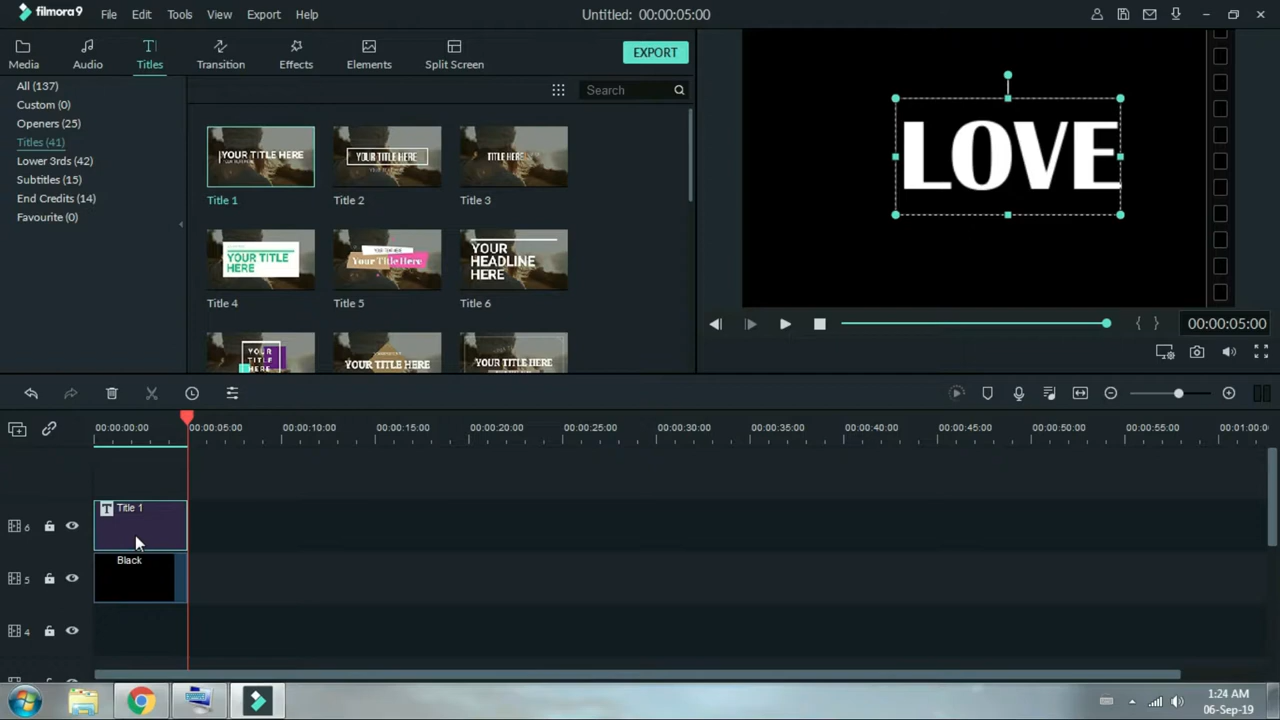 filmora9 File Edit Tools View Export Help Untitled: 00:00:05:00
Media Audio Titles Transition Effects Elements Split Screen EXPORT
All (137)
Custom (0)
Openers (25)
Titles (41)
Lower 3rds (42)
Subtitles (15)
End Credits (14)
Favourite (0)
Search
YOUR TITLE HERE
YOUR TITLE HERE
TITLE HERE
Title 1 Title 2 Title 3
YOUR TITLE
HERE
Your Title Here
YOUR
HEADLINE
HERE
Title 4 Title 5 Title 6
YOUR
TITLE
HERE
YOUR TITLE HERE
YOUR TITLE HERE
LOVE
00:00:05:00
00:00:00:00 00:00:05:00 00:00:10:00 00:00:15:00 00:00:20:00 00:00:25:00 00:00:30:00 00:00:35:00 00:00:40:00 00:00:45:00 00:00:50:00 00:00:55:00 00:01:00:0
T Title 1
6
Black
5
4
1:24 AM
06-Sep-19